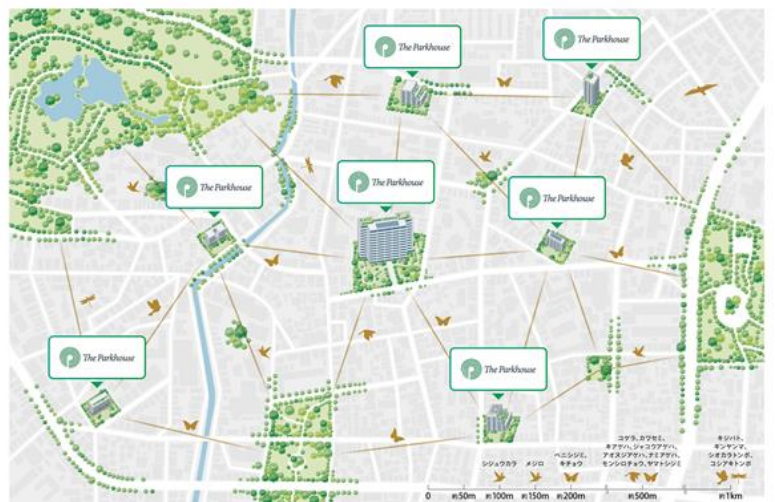 The Parkhouse
The Parkhouse
The Parkhouse
The Parkhouse
The Parkhouse
The Parkhouse
The Parkhouse
シジュウカラ
メジロ
ベニシジミ、
キチョウ
コゲラ、カワセミ、
キアゲハ、ジャコウアゲハ、
アオスジアゲハ、ナミアゲハ、
モンシロチョウ、ヤマトシジミ
キジバト、
ギンヤンマ、
シオカラトンボ、
コシアキトンボ
0 約50m 約100m 約150m 約200m 約500m 約1km